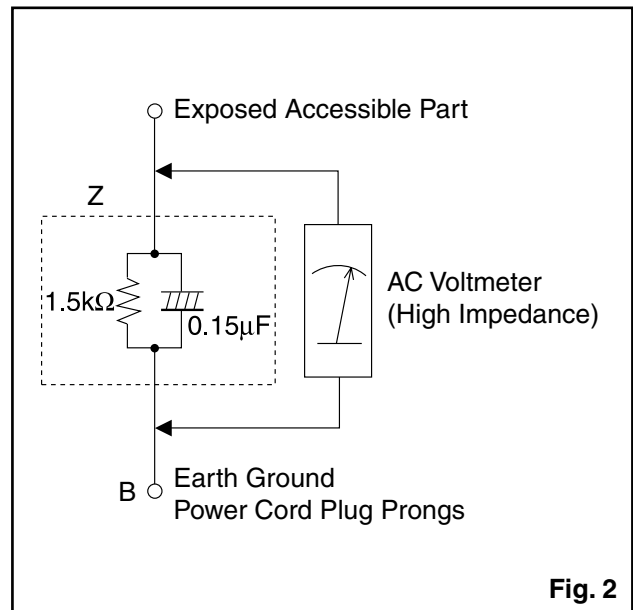 Exposed Accessible Part
Z
1.5kΩ
0.15μF
AC Voltmeter
(High Impedance)
B
Earth Ground
Power Cord Plug Prongs
Fig. 2